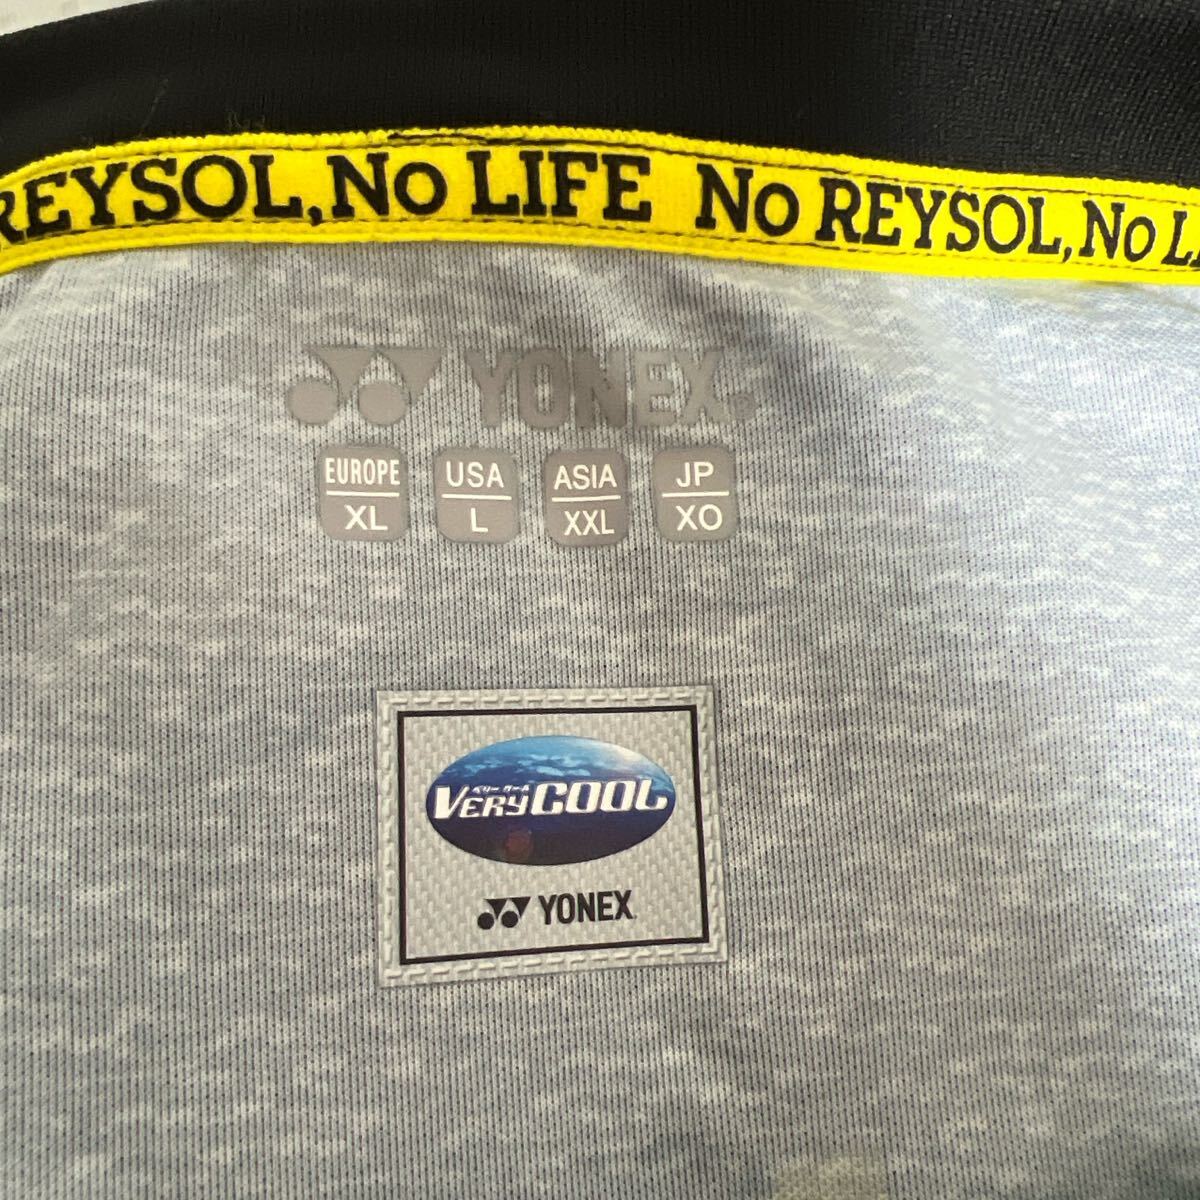 REYSOL, No LIFE No REYSOL, No
YONEX
EUROPE USA ASIA JP
XL L XXL XO
ベリー クール
VERYCOOL
YONEX